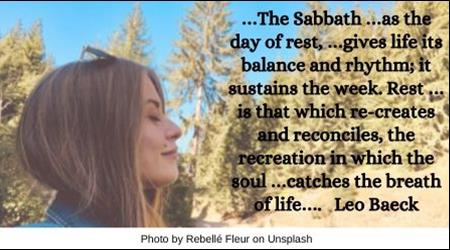 ...The Sabbath ...as the
day of rest, ...gives life its
balance and rhythm; it
sustains the week. Rest ...
is that which re-creates
and reconciles, the
recreation in which the
soul ...catches the breath
of life.... Leo Baeck
Photo by Rebellé Fleur on Unsplash